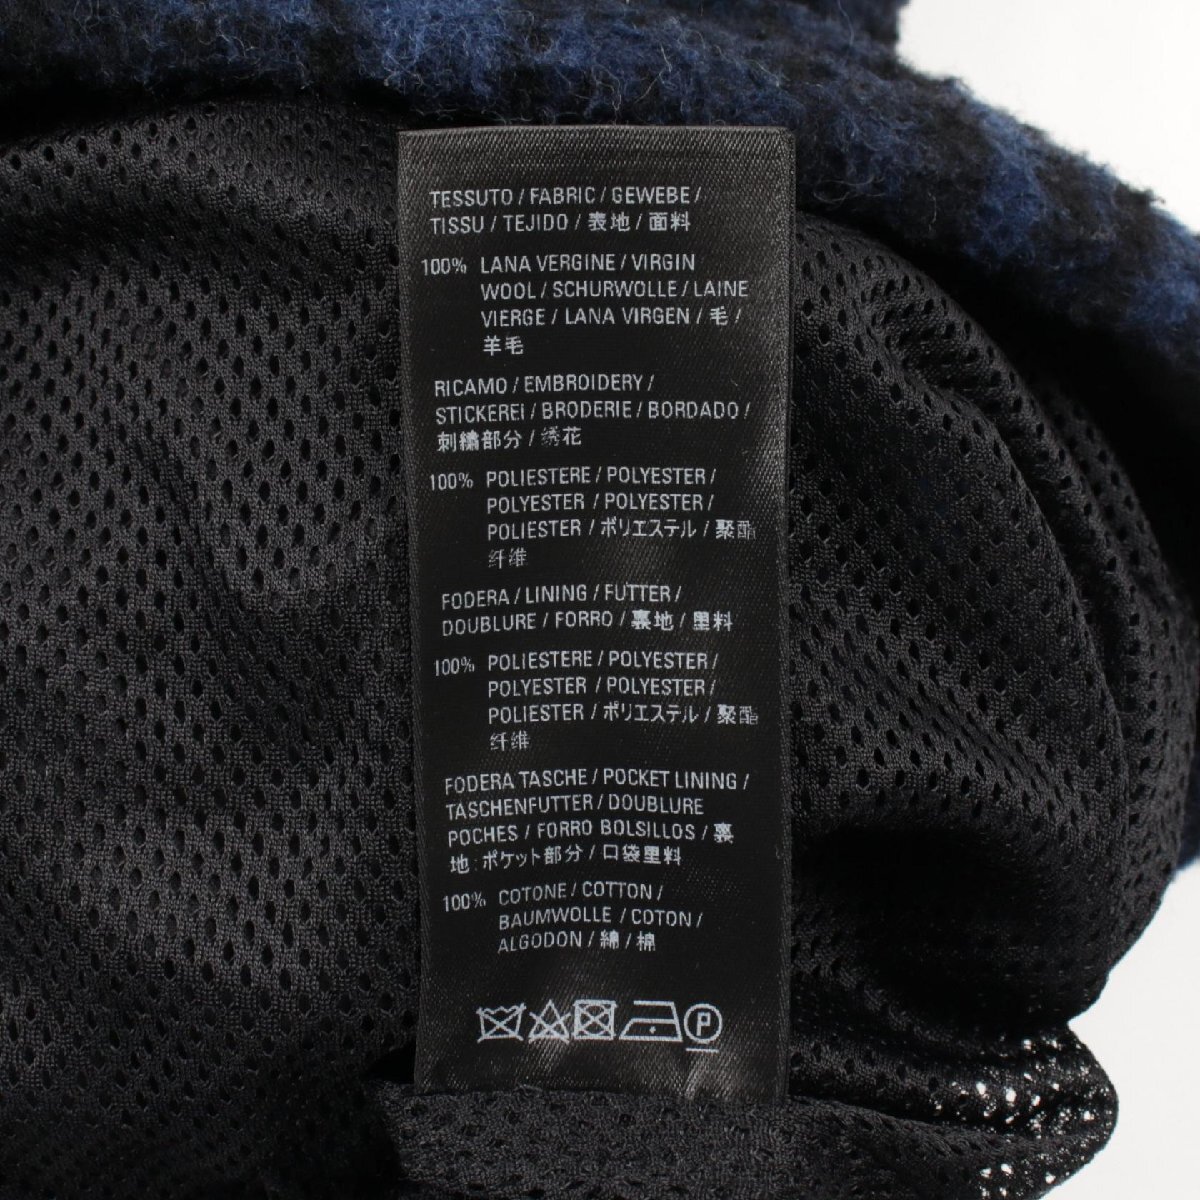 TESSUTO / FABRIC / GEWEBE /
TISSU / TEJIDO / 表地 / 面料
100% LANA VERGINE / VIRGIN
WOOL / SCHURWOLLE / LAINE
VIERGE / LANA VIRGEN / 毛 /
羊毛
RICAMO / EMBROIDERY /
STICKEREI / BRODERIE / BORDADO /
刺繍部分 / 绣花
100% POLIESTERE / POLYESTER /
POLYESTER / POLYESTER /
POLIESTER / ポリエステル / 聚酯
纤维
FODERA / LINING / FUTTER /
DOUBLURE / FORRO / 裏地 / 里料
100% POLIESTERE / POLYESTER /
POLYESTER / POLYESTER /
POLIESTER / ポリエステル / 聚酯
纤维
FODERA TASCHE / POCKET LINING /
TASCHENFUTTER / DOUBLURE
POCHES / FORRO BOLSILLOS / 裏
地:ポケット部分 / 口袋里料
100% COTONE / COTTON /
BAUMWOLLE / COTON /
ALGODON / 綿 / 棉
P